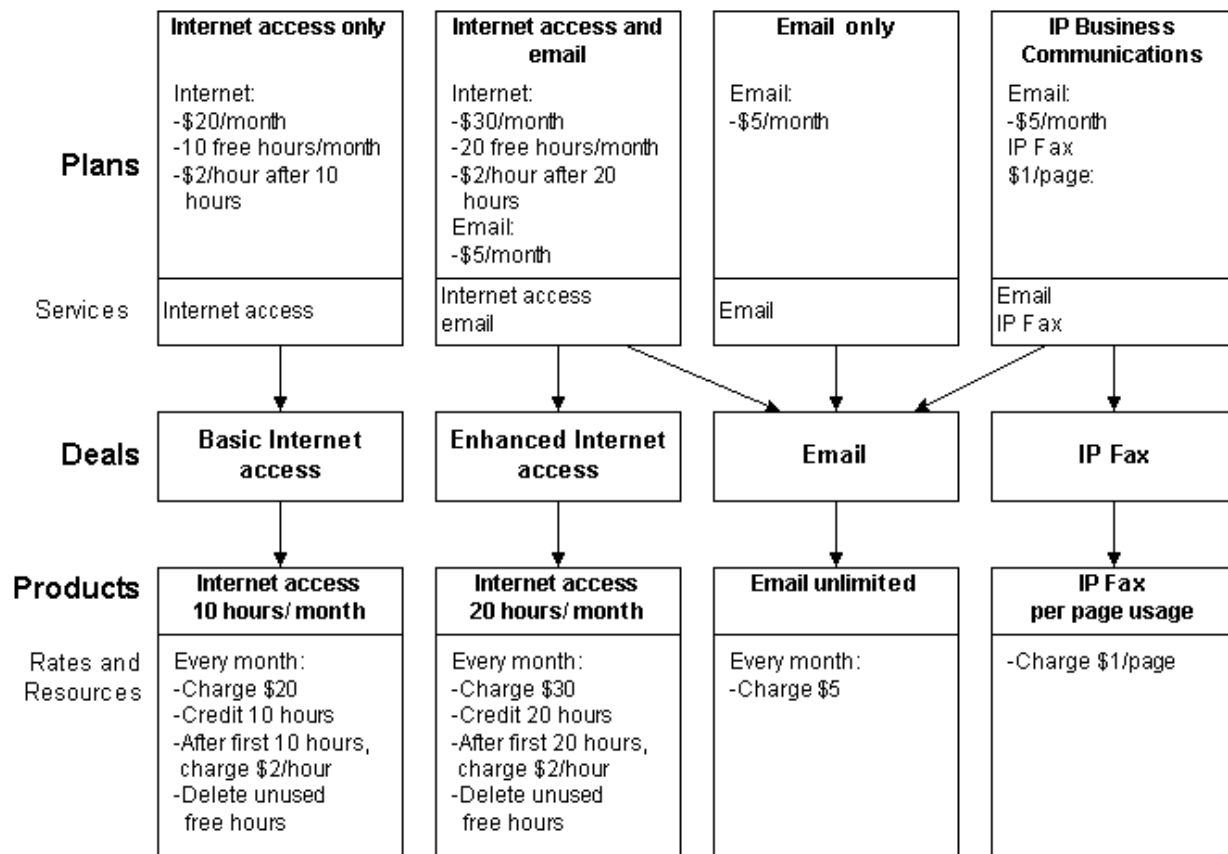 Plans
Internet access only
Internet:
-$20/month
-10 free hours/month
-$2/hour after 10
hours
Internet access and
email
Internet:
-$30/month
-20 free hours/month
-$2/hour after 20
hours
Email:
-$5/month
Email only
Email:
-$5/month
IP Business
Communications
Email:
-$5/month
IP Fax
$1/page:
Services
Internet access
Internet access
email
Email
Email
IP Fax
Deals
Basic Internet
access
Enhanced Internet
access
Email
IP Fax
Products
Internet access
10 hours/ month
Internet access
20 hours/ month
Email unlimited
IP Fax
per page usage
Rates and
Resources
Every month:
-Charge $20
-Credit 10 hours
-After first 10 hours,
charge $2/hour
-Delete unused
free hours
Every month:
-Charge $30
-Credit 20 hours
-After first 20 hours,
charge $2/hour
-Delete unused
free hours
Every month:
-Charge $5
-Charge $1/page